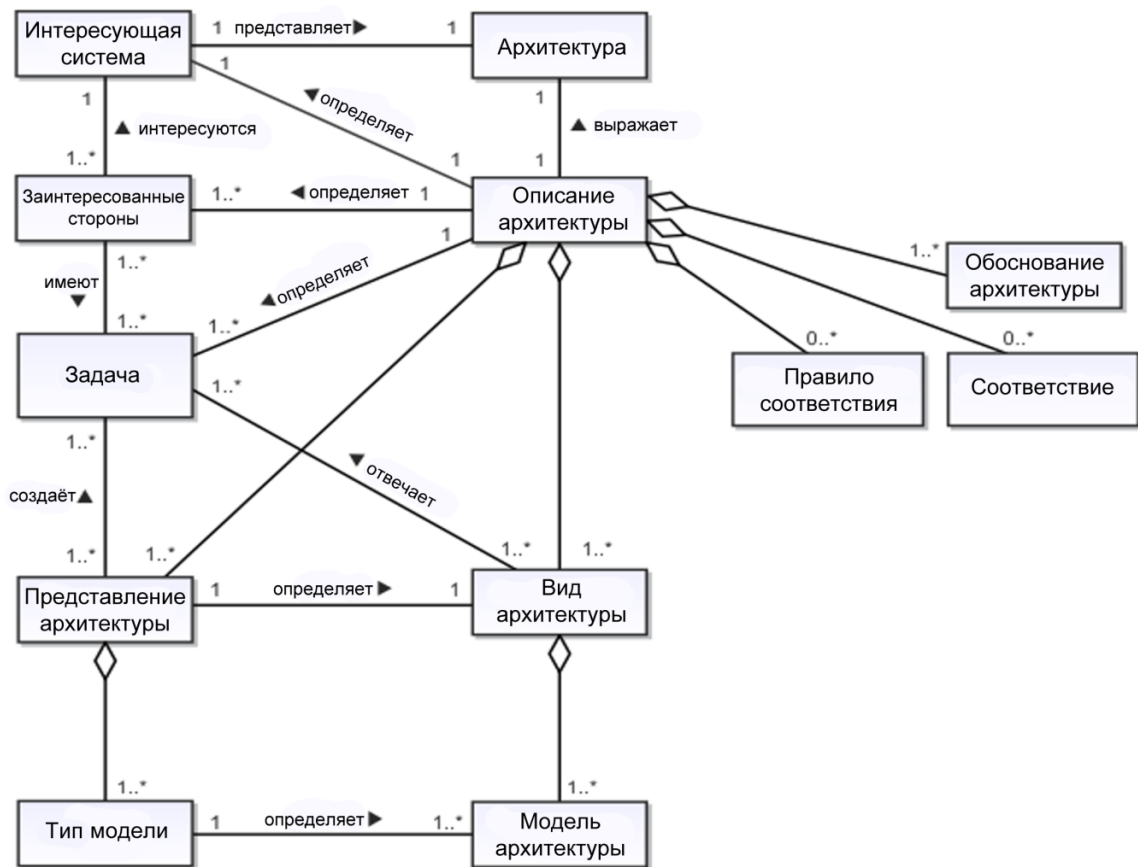 Интересующая
система
1
представляет ▶
1
Архитектура
1
1
1
◀ определяет
▲ интересуются
▲ выражает
1..*
1
1
Заинтересованные
стороны
1..*
◀ определяет
1
Описание
архитектуры
1..*
1
имеют
▼
◀ определяет
1..*
Обоснование
архитектуры
1..*
1..*
0..*
0..*
Задача
1..*
Правило
соответствия
Соответствие
1..*
◀ отвечает
создаёт ▲
1..*
1..*
1..*
1..*
Представление
архитектуры
1
определяет ▶
1
Вид
архитектуры
1..*
1..*
Тип модели
1
определяет ▶
1..*
Модель
архитектуры